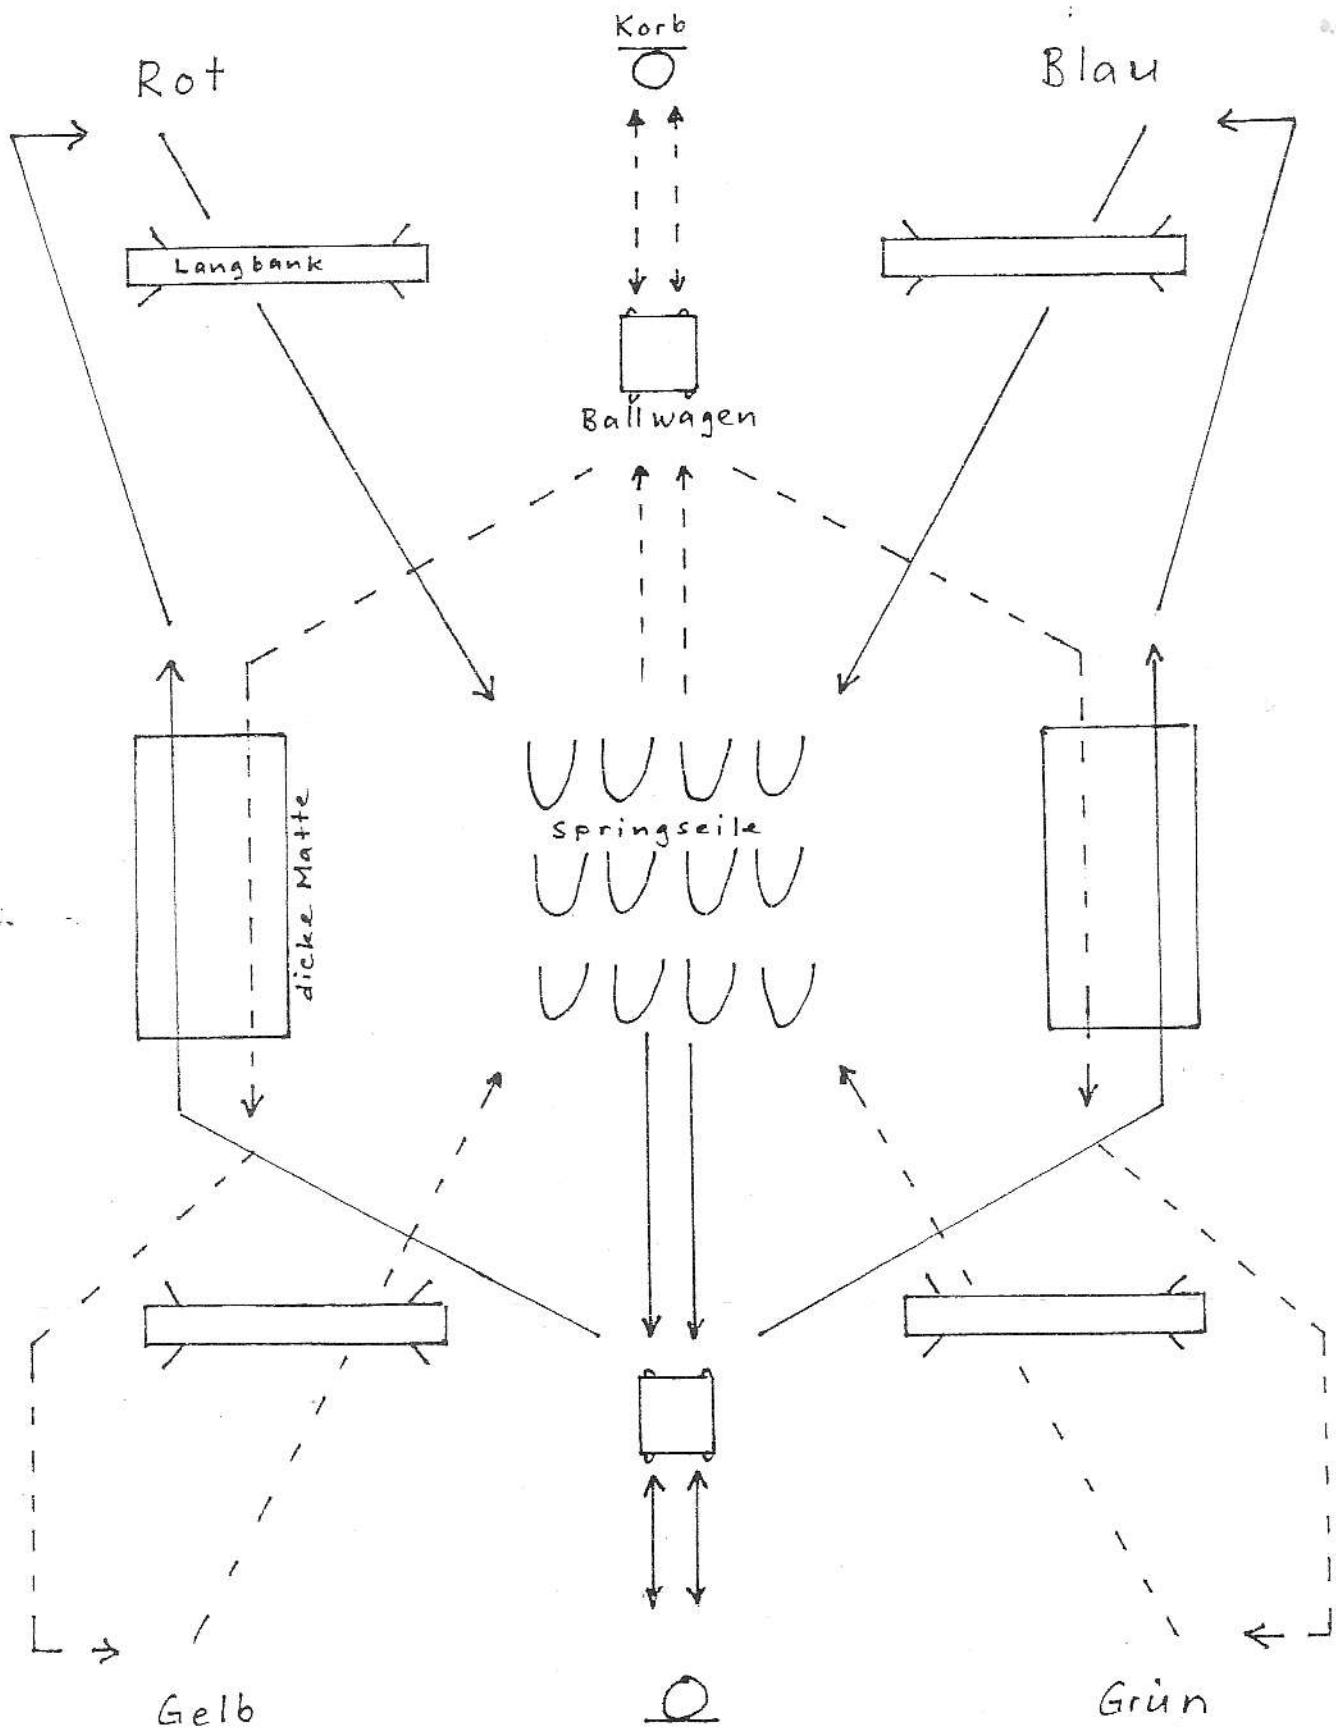 Korb
Rot
Blau
Langbank
Ballwagen
Springseile
dicke Matte
Gelb
Grün